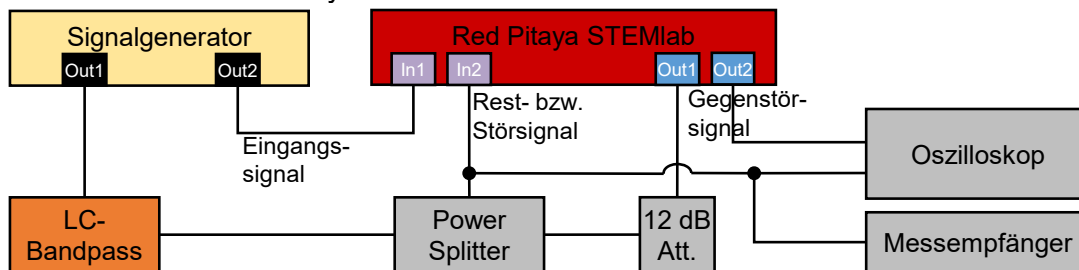 Signalgenerator
Out1
Out2
Red Pitaya STEMlab
In1
In2
Out1
Out2
Eingangs-
signal
Rest- bzw.
Störsignal
Gegenstör-
signal
Oszilloskop
Messempfänger
LC-
Bandpass
Power
Splitter
12 dB
Att.